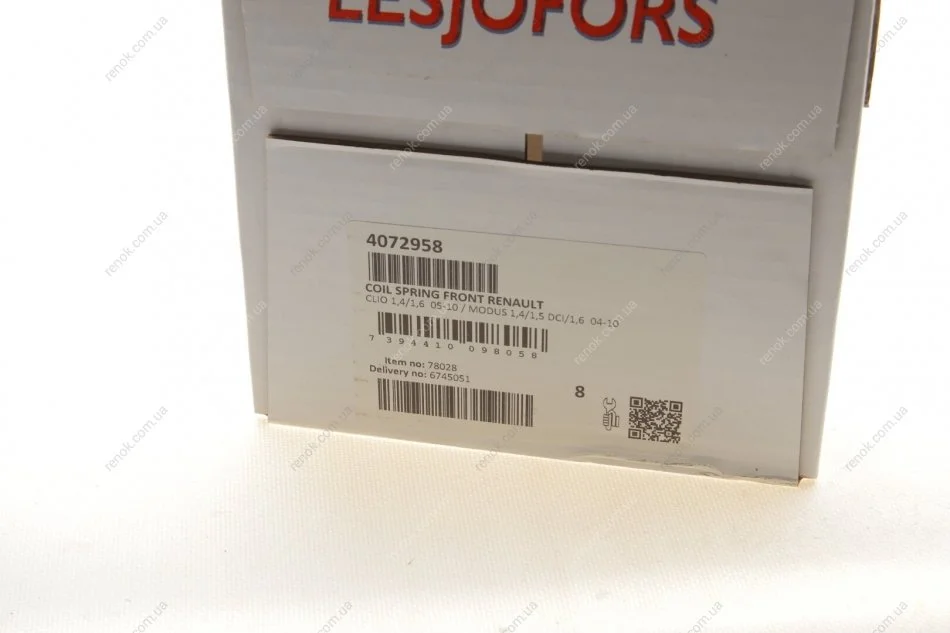 LESJÖFORS
4072958
COIL SPRING FRONT RENAULT
CLIO 1,4/1,6 05-10 / MODUS 1,4/1,5 DCI/1,6 04-10
7 394410 098058
Item no: 78028
Delivery no: 6745051
8
renok.com.ua